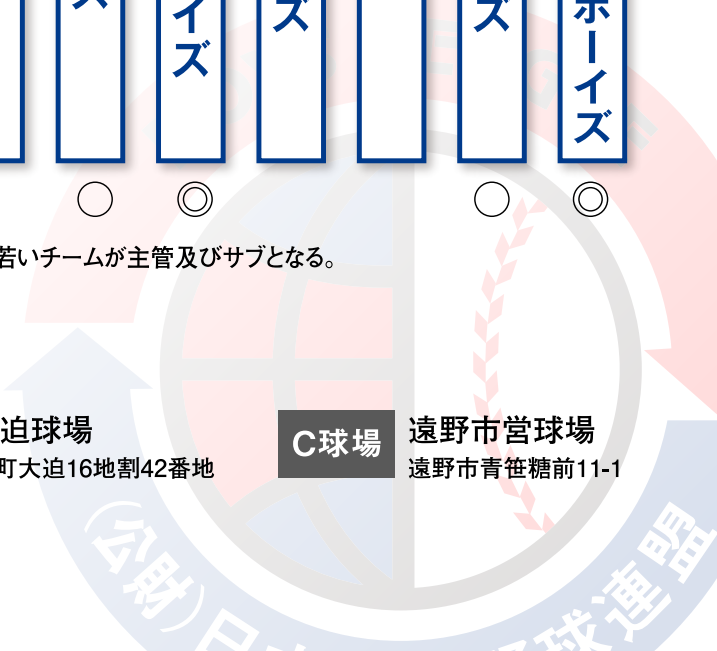 ズ
イズ
ズ
ズ
ボーイズ
○ ◎ ○ ◎
若いチームが主管及びサブとなる。
迫球場
町大迫16地割42番地
C球場
遠野市営球場
遠野市青笹糖前11-1
(公財)日本
野球連盟